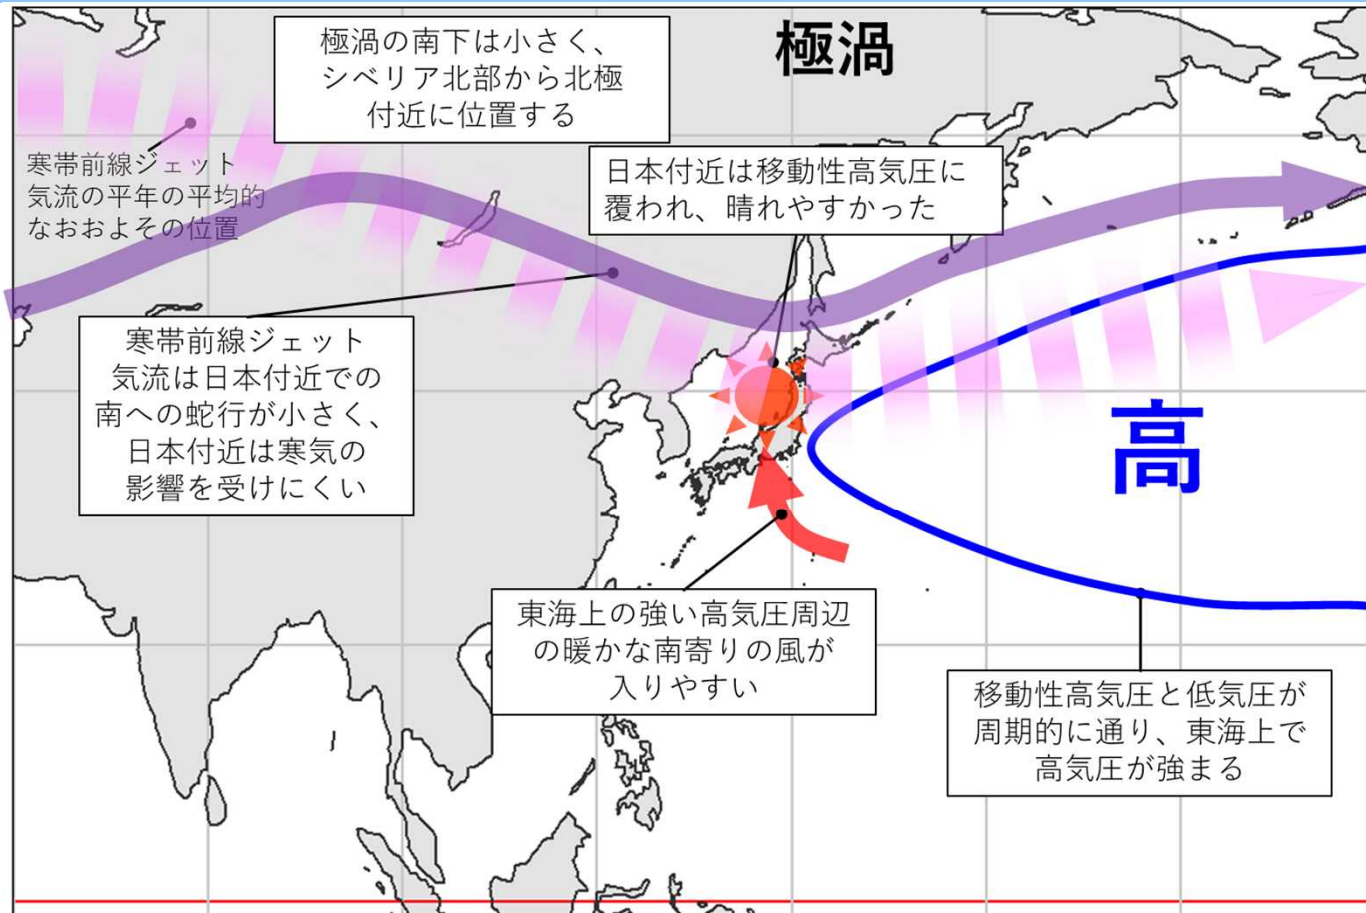 極渦
極渦の南下は小さく、
シベリア北部から北極
付近に位置する
寒帯前線ジェット
気流の平年の平均的
なおおよその位置
日本付近は移動性高気圧に
覆われ、晴れやすかった
寒帯前線ジェット
気流は日本付近での
南への蛇行が小さく、
日本付近は寒気の
影響を受けにくい
高
東海上の強い高気圧周辺
の暖かな南寄りの風が
入りやすい
移動性高気圧と低気圧が
周期的に通り、東海上で
高気圧が強まる